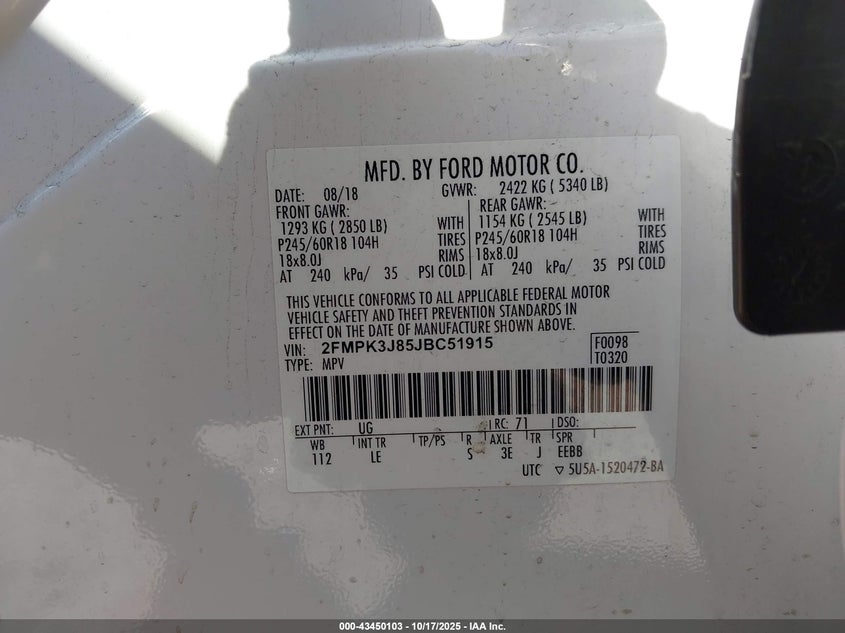 MFD. BY FORD MOTOR CO.
DATE: 08/18 GVWR: 2422 KG ( 5340 LB)
FRONT GAWR: REAR GAWR:
1293 KG ( 2850 LB) WITH 1154 KG ( 2545 LB) WITH
P245/60R18 104H TIRES P245/60R18 104H TIRES
18x8.0J RIMS 18x8.0J RIMS
AT 240 kPa/ 35 PSI COLD AT 240 kPa/ 35 PSI COLD
THIS VEHICLE CONFORMS TO ALL APPLICABLE FEDERAL MOTOR
VEHICLE SAFETY AND THEFT PREVENTION STANDARDS IN
EFFECT ON THE DATE OF MANUFACTURE SHOWN ABOVE.
VIN: 2FMPK3J85JBC51915 F0098
TYPE: MPV T0320
EXT PNT: UG RC: 71 DSO:
WB INT TR TP/PS R AXLE TR SPR
112 LE S 3E J EEBB
UTC ▽ 5U5A-1520472-BA
000-43450103 - 10/17/2025 - IAA Inc.